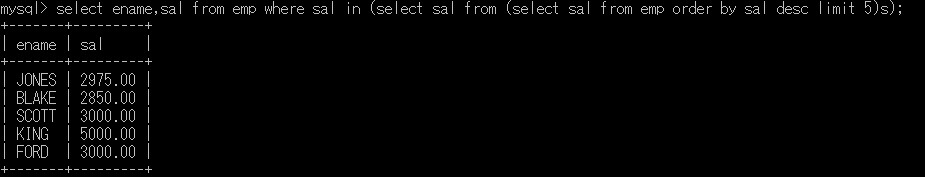 mysql> select ename,sal from emp where sal in (select sal from (select sal from emp order by sal desc limit 5)s);
+-------+---------+
| ename | sal     |
+-------+---------+
| JONES | 2975.00 |
| BLAKE | 2850.00 |
| SCOTT | 3000.00 |
| KING  | 5000.00 |
| FORD  | 3000.00 |
+-------+---------+